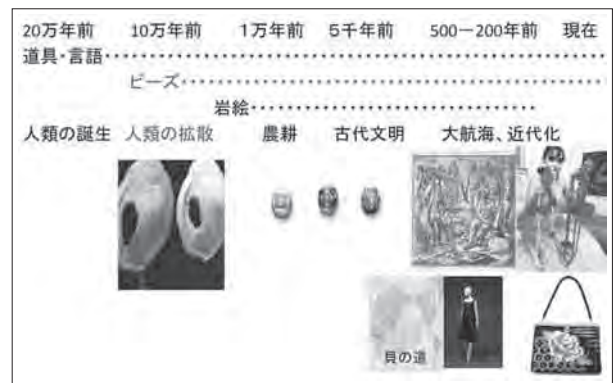 20万年前 10万年前 1万年前 5千年前 500－200年前 現在
道具・言語・・・・・・・・・・・・・・・・・・・・・・・・・・・・・・・・・・・・・・・・・・・・・・・・・・・・・・・・・・
ビーズ・・・・・・・・・・・・・・・・・・・・・・・・・・・・・・・・・・・・・・・・・・・・・・・・・・・・
岩絵・・・・・・・・・・・・・・・・・・・・・・・・・・・・・・・・
人類の誕生 人類の拡散 農耕 古代文明 大航海、近代化
貝の道